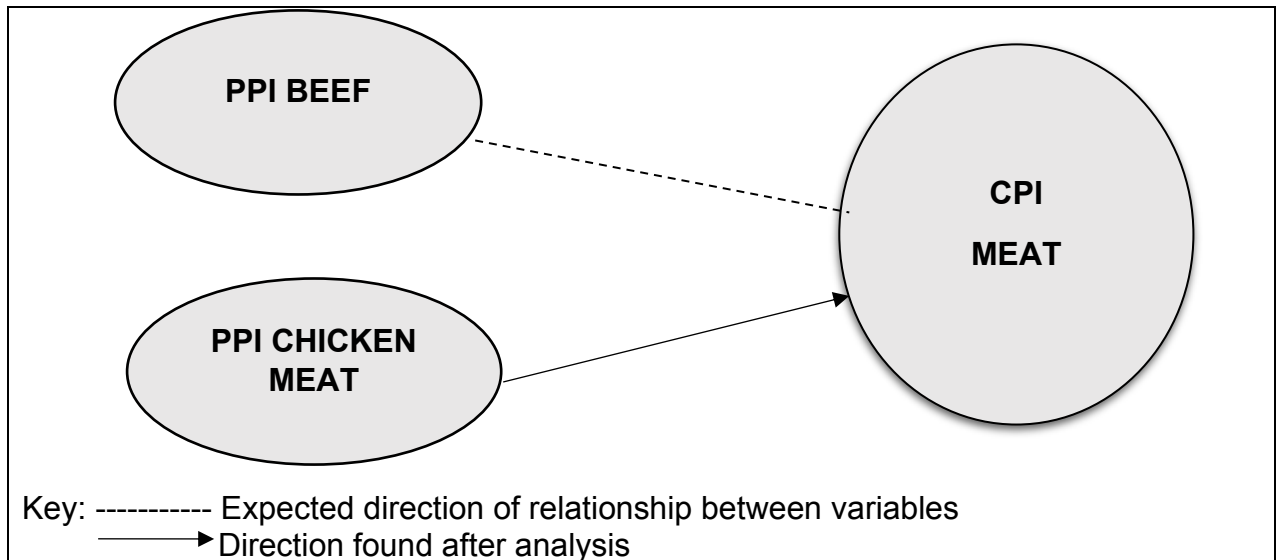 PPI BEEF
CPI
MEAT
PPI CHICKEN
MEAT
Key: ----------- Expected direction of relationship between variables
Direction found after analysis